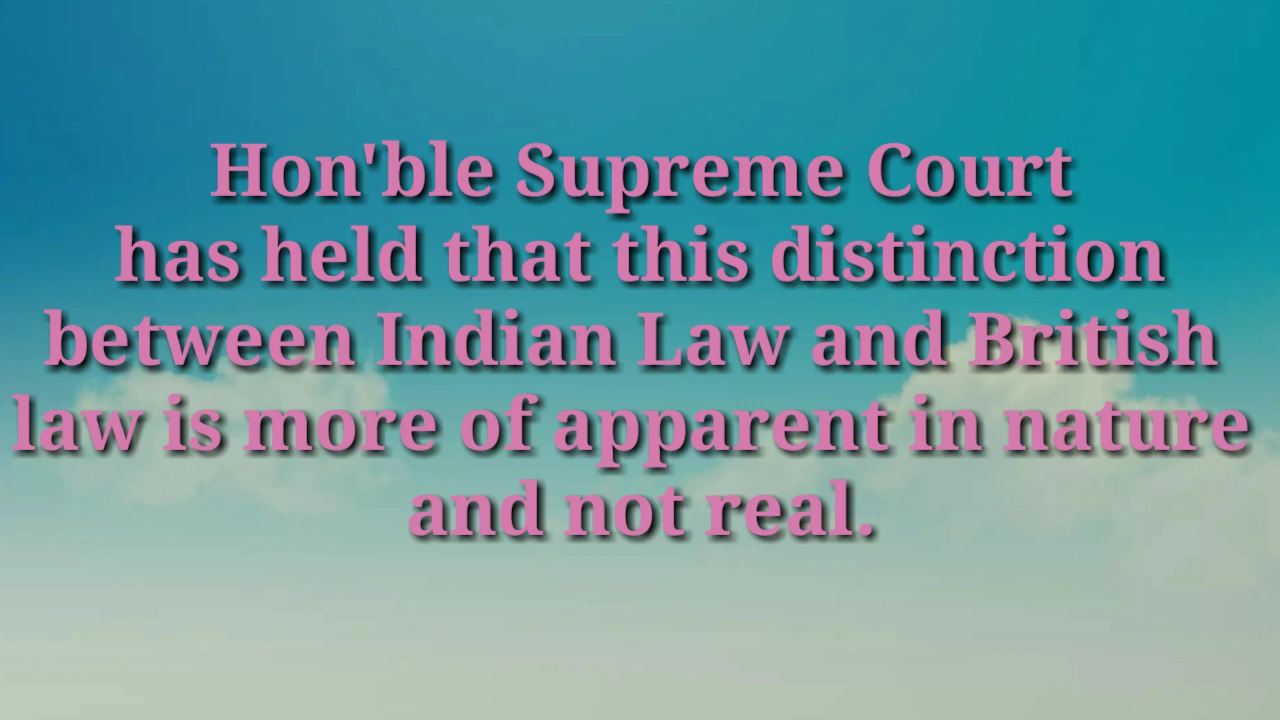 Hon'ble Supreme Court
has held that this distinction
between Indian Law and British
law is more of apparent in nature
and not real.